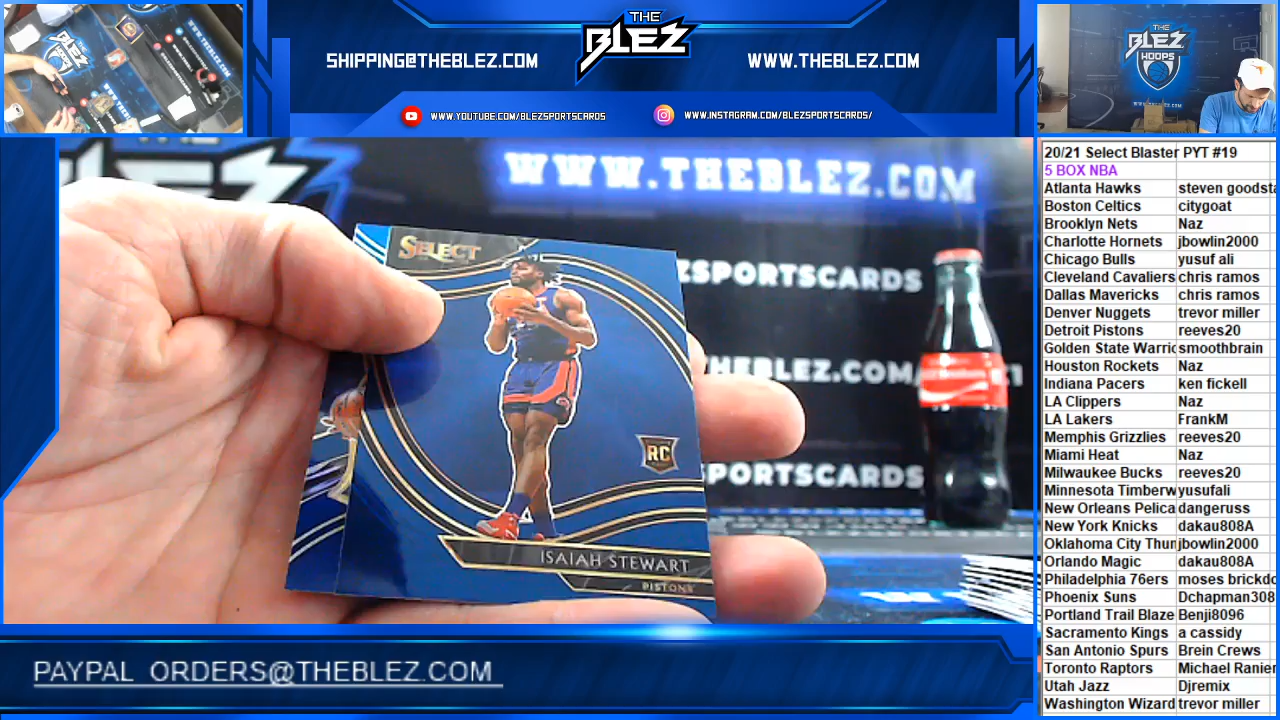 THE
BLEZ
SHIPPING@THEBLEZ.COM
WWW.THEBLEZ.COM
WWW.YOUTUBE.COM/BLEZSPORTSCARDS
WWW.INSTAGRAM.COM/BLEZSPORTSCARDS/
THE
BLEZ
HOOPS
WWW.THEBLEZ.COM
ZSPORTSCARDS
BLEZ.COM
SPORTSCARDS
SELECT
RC
ISAIAH STEWART
PISTONS
20/21 Select Blaster PYT #19
5 BOX NBA
Atlanta Hawks steven goodsta
Boston Celtics citygoat
Brooklyn Nets Naz
Charlotte Hornets jbowlin2000
Chicago Bulls yusuf ali
Cleveland Cavaliers chris ramos
Dallas Mavericks chris ramos
Denver Nuggets trevor miller
Detroit Pistons reeves20
Golden State Warric smoothbrain
Houston Rockets Naz
Indiana Pacers ken fickell
LA Clippers Naz
LA Lakers FrankM
Memphis Grizzlies reeves20
Miami Heat Naz
Milwaukee Bucks reeves20
Minnesota Timberw yusufali
New Orleans Pelica dangeruss
New York Knicks dakau808A
Oklahoma City Thun jbowlin2000
Orlando Magic dakau808A
Philadelphia 76ers moses brickdo
Phoenix Suns Dchapman308
Portland Trail Blaze Benji8096
Sacramento Kings a cassidy
San Antonio Spurs Brein Crews
Toronto Raptors Michael Ranier
Utah Jazz Djremix
Washington Wizard trevor miller
PAYPAL ORDERS@THEBLEZ.COM